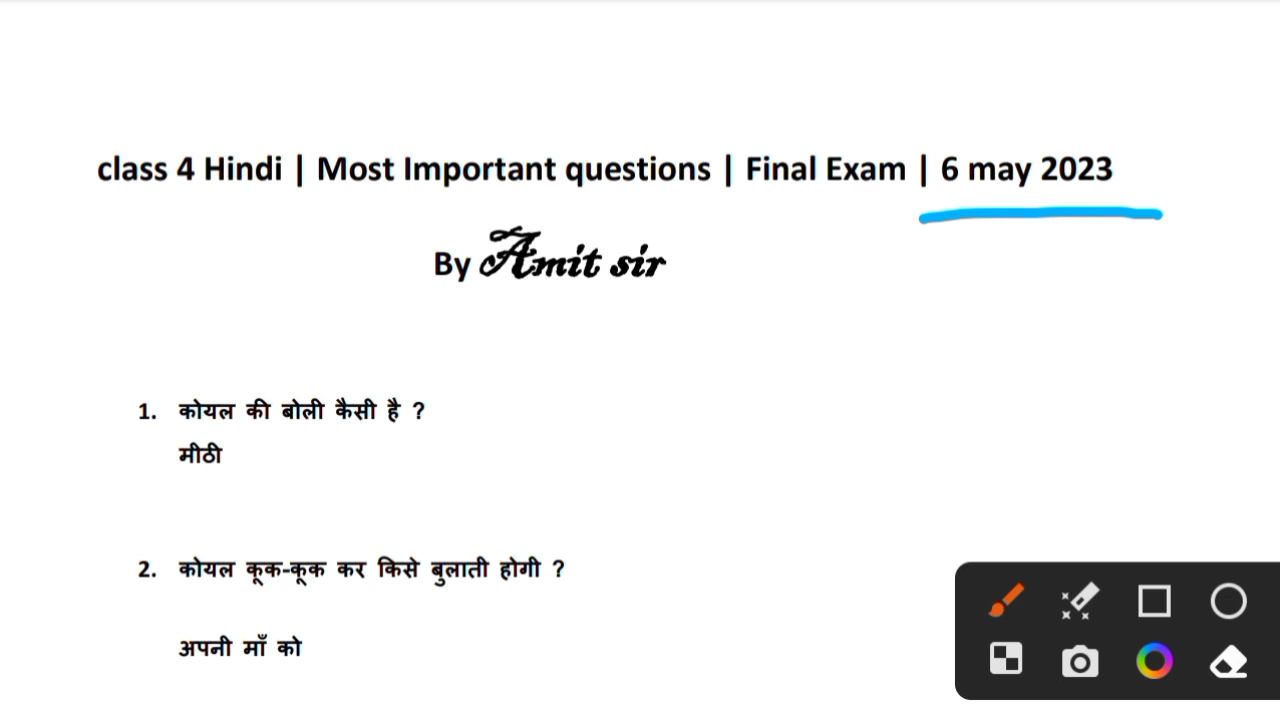 class 4 Hindi | Most Important questions | Final Exam | 6 may 2023
By Amit sir
1. कोयल की बोली कैसी है ?
मीठी
2. कोयल कूक-कूक कर किसे बुलाती होगी ?
अपनी माँ को